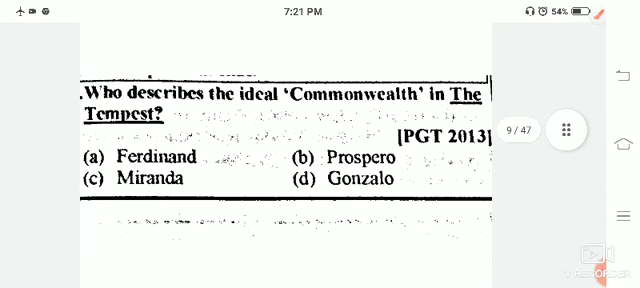 7:21 PM
54%
.Who describes the ideal ‘Commonwealth’ in The
Tempest?
[PGT 2013]
9 / 47
(a) Ferdinand (b) Prospero
(c) Miranda (d) Gonzalo
RECORDER